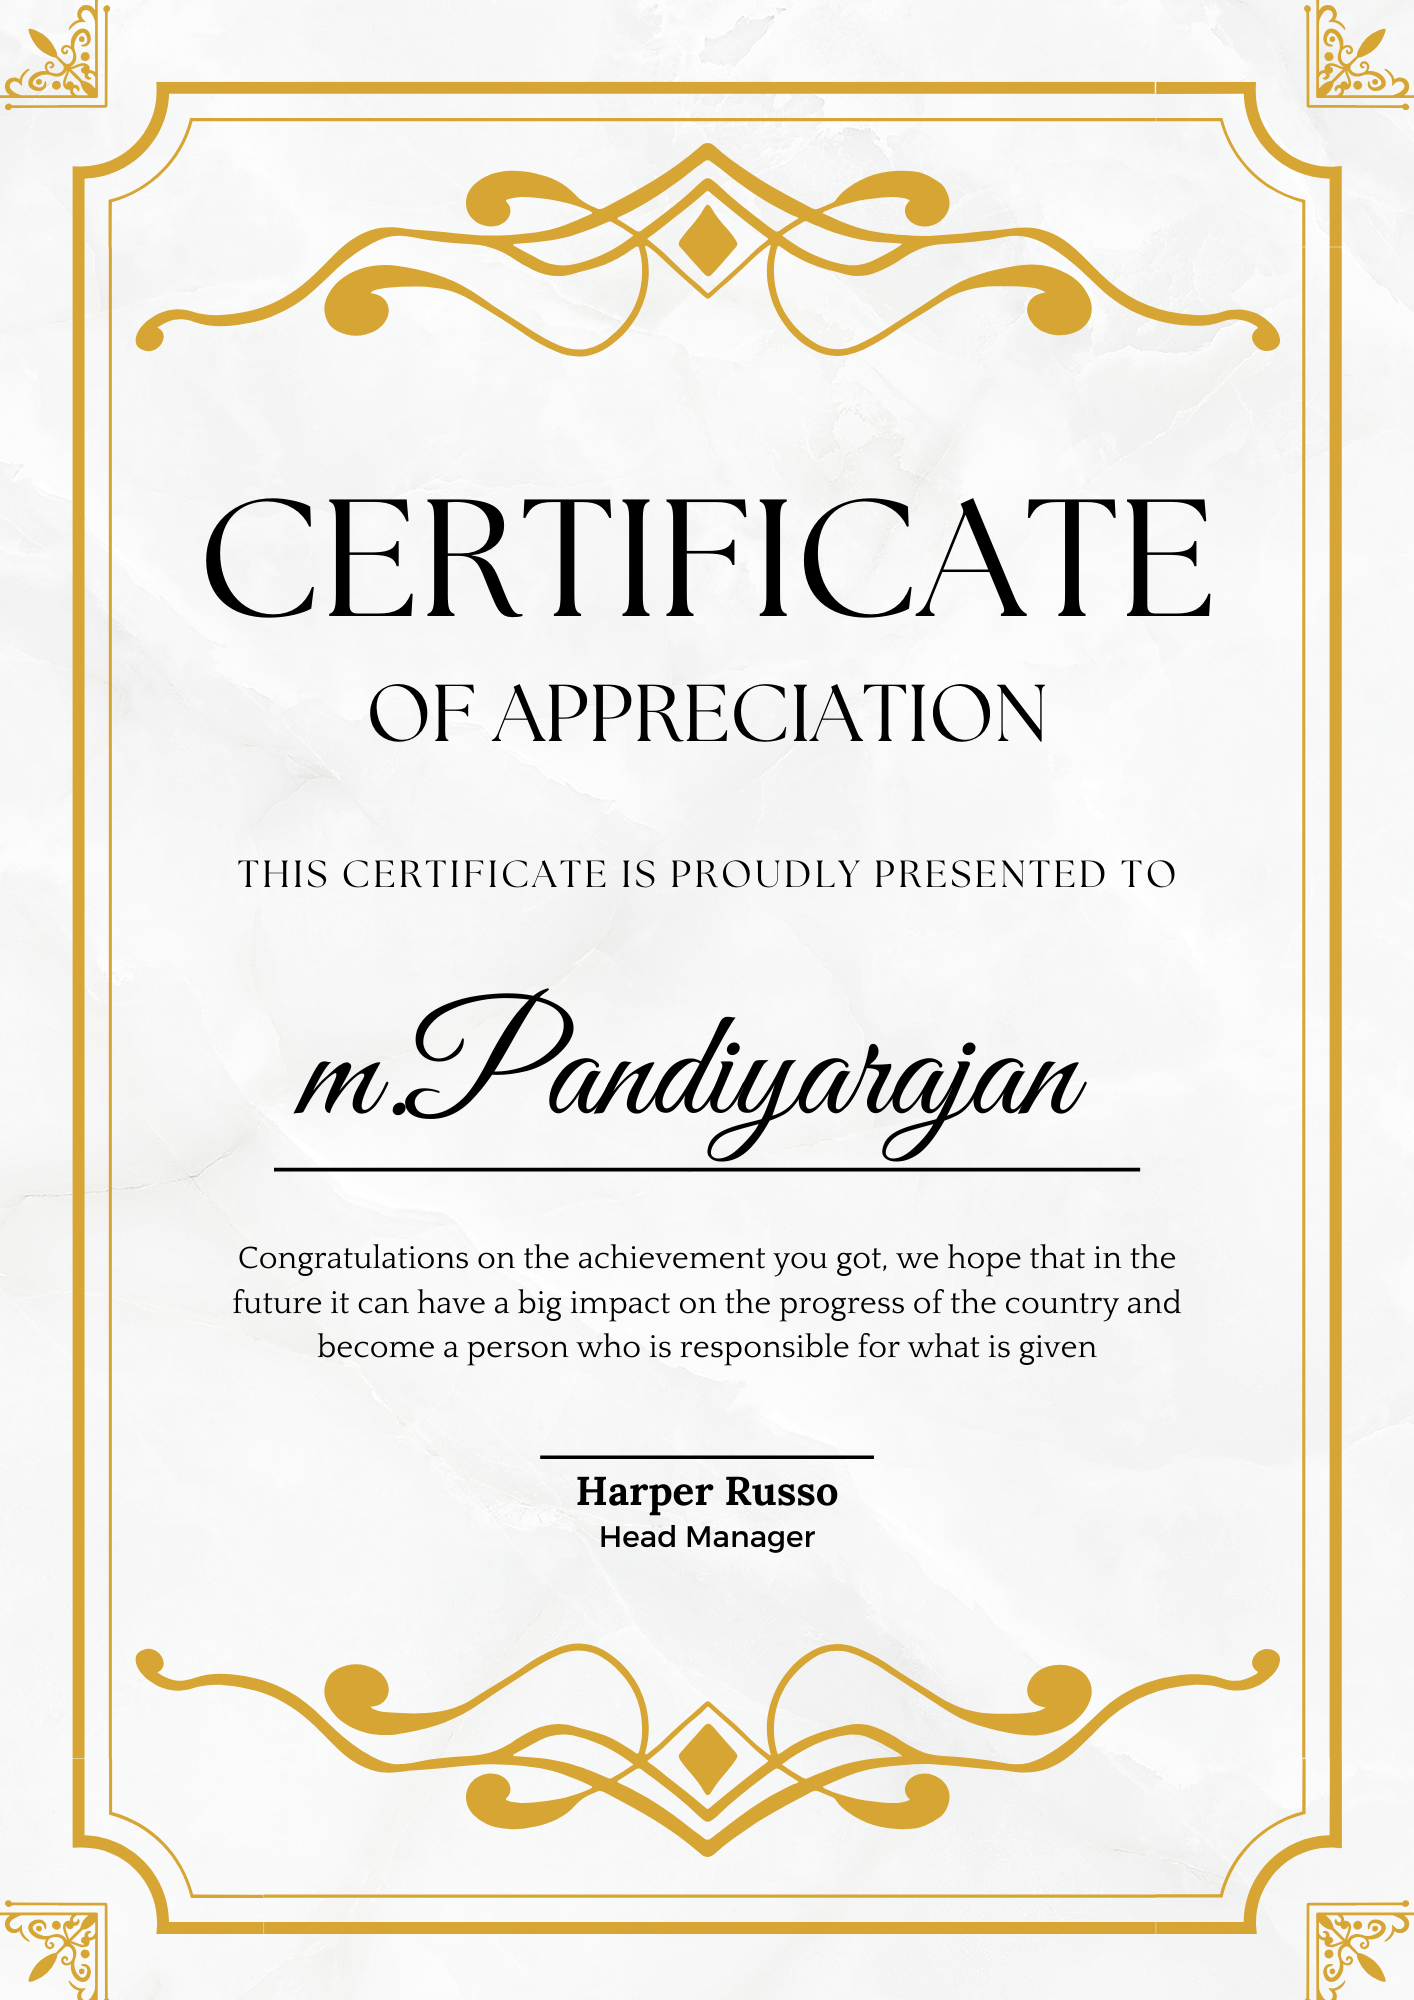 CERTIFICATE
OF APPRECIATION
THIS CERTIFICATE IS PROUDLY PRESENTED TO
m.Pandiyarajan
Congratulations on the achievement you got, we hope that in the
future it can have a big impact on the progress of the country and
become a person who is responsible for what is given
Harper Russo
Head Manager